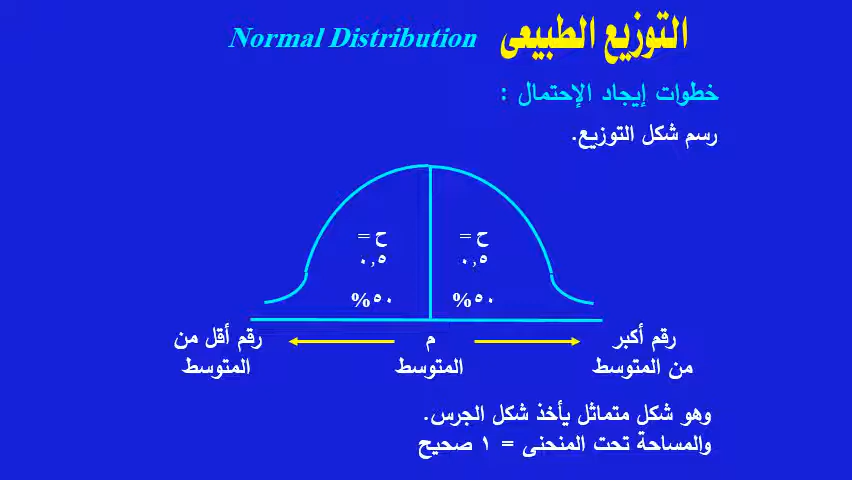 التوزيع الطبيعى Normal Distribution
خطوات إيجاد الإحتمال :
رسم شكل التوزيع.
ح = ح =
٠,٥ ٠,٥
٥٠% ٥٠%
رقم أكبر م رقم أقل من
من المتوسط المتوسط المتوسط
وهو شكل متماثل يأخذ شكل الجرس.
والمساحة تحت المنحنى = ١ صحيح